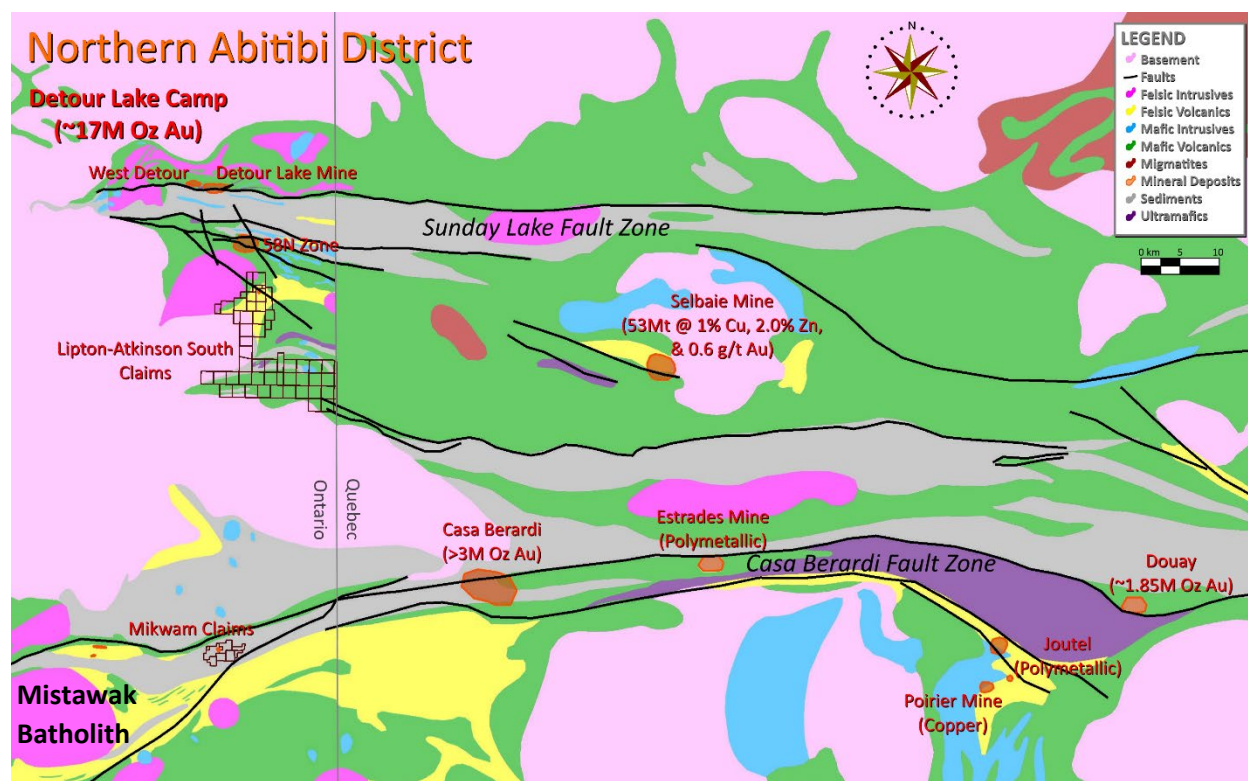 Northern Abitibi District
Detour Lake Camp
(~17M Oz Au)
N
LEGEND
Basement
Faults
Felsic Intrusives
Felsic Volcanics
Mafic Intrusives
Mafic Volcanics
Migmatites
Mineral Deposits
Sediments
Ultramafics
0 km 5 10
West Detour
Detour Lake Mine
Sunday Lake Fault Zone
58N Zone
Selbaie Mine
(53Mt @ 1% Cu, 2.0% Zn,
& 0.6 g/t Au)
Lipton-Atkinson South
Claims
Ontario
Quebec
Casa Berardi
(>3M Oz Au)
Estrades Mine
(Polymetallic)
Casa Berardi Fault Zone
Douay
(~1.85M Oz Au)
Mikwam Claims
Joutel
(Polymetallic)
Poirier Mine
(Copper)
Mistawak
Batholith